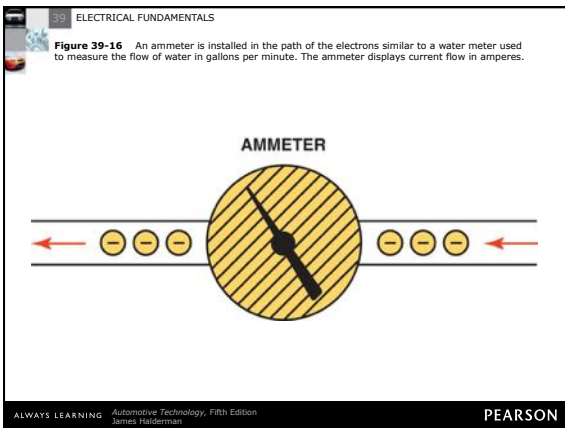 39 ELECTRICAL FUNDAMENTALS
Figure 39-16 An ammeter is installed in the path of the electrons similar to a water meter used
to measure the flow of water in gallons per minute. The ammeter displays current flow in amperes.
AMMETER
− − − − − −
ALWAYS LEARNING Automotive Technology, Fifth Edition
James Halderman
PEARSON